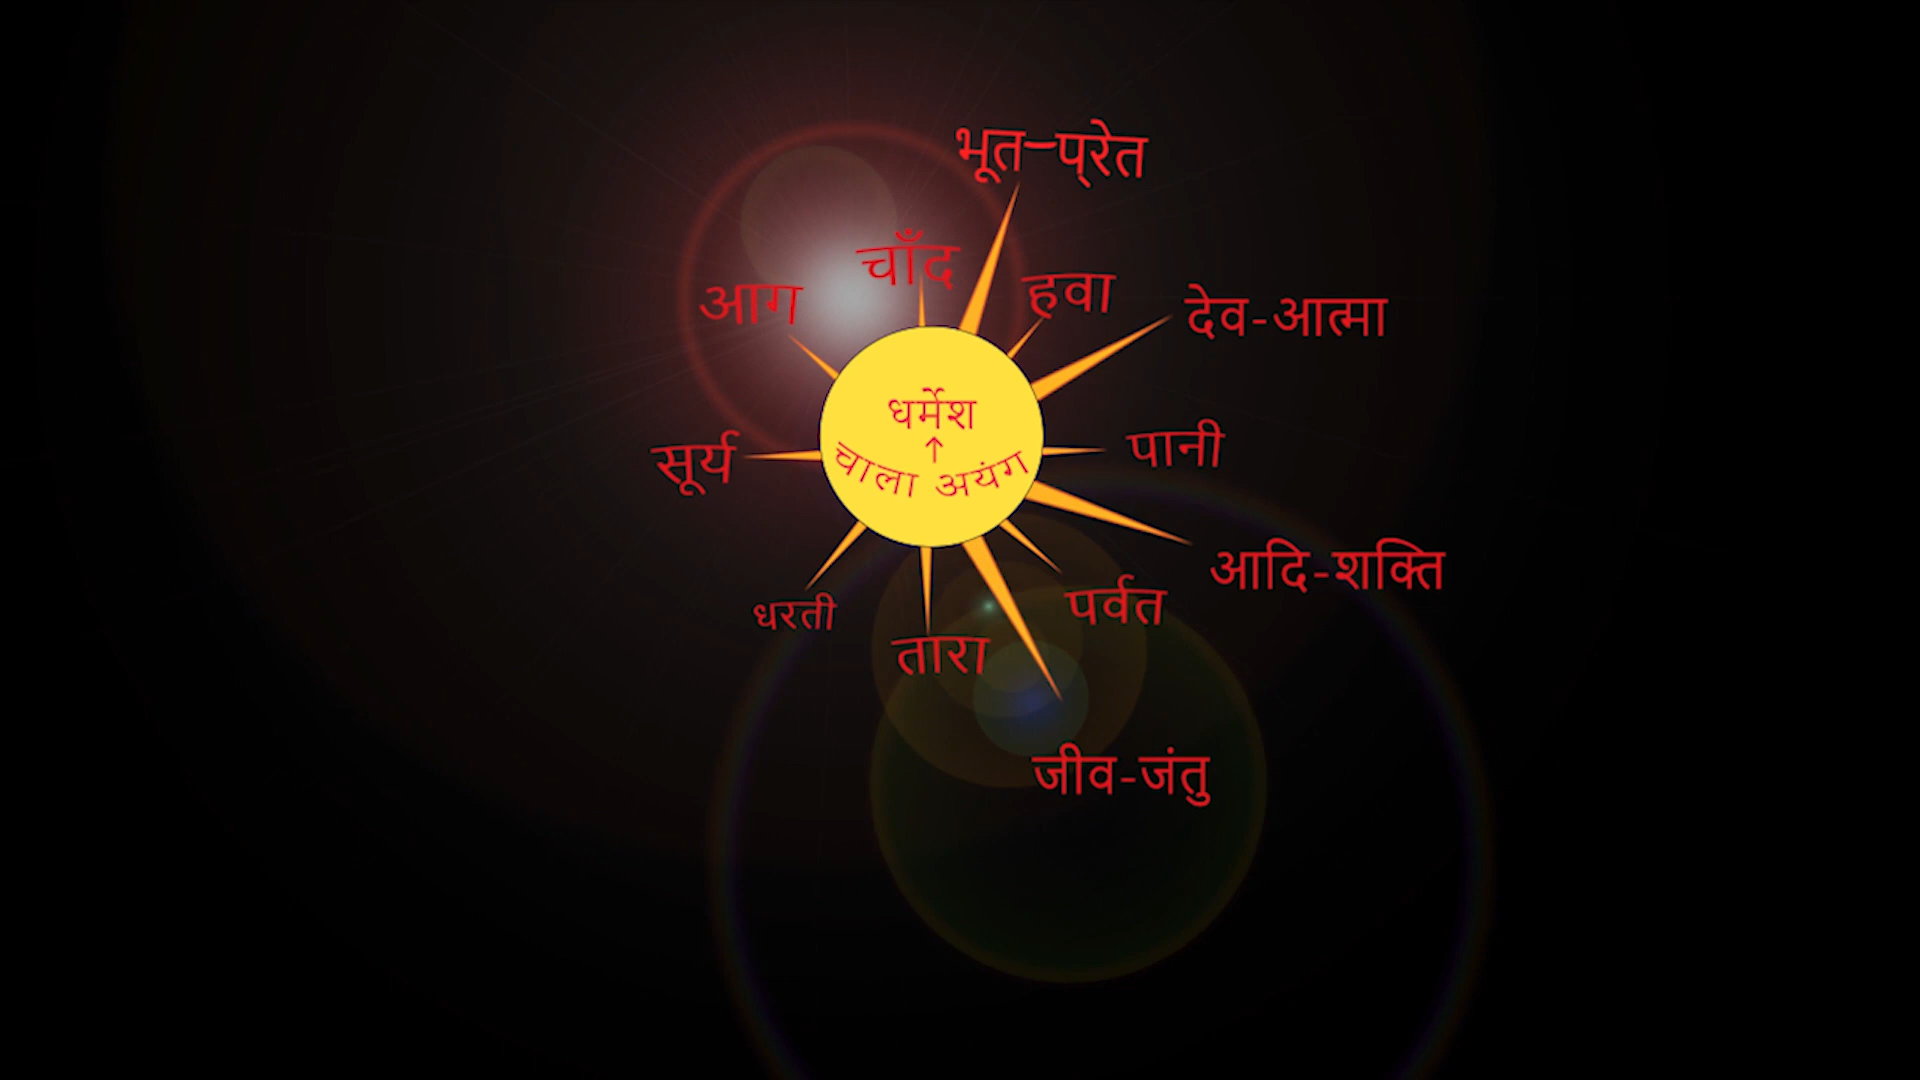 भूत-प्रेत
चाँद
आग
हवा
देव-आत्मा
धर्मेश
↑
चाला अयंग
सूर्य
पानी
आदि-शक्ति
धरती
पर्वत
तारा
जीव-जंतु